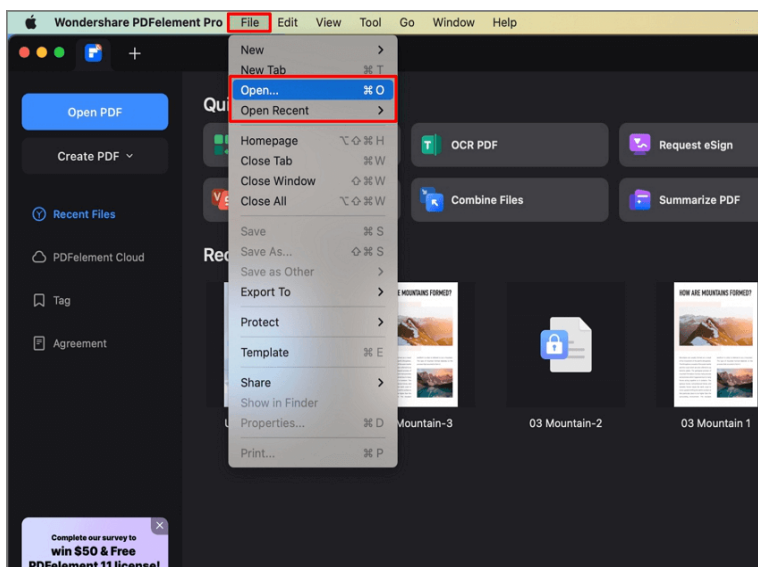 Wondershare PDFelement Pro File Edit View Tool Go Window Help
New
New Tab ⌘ T
Open... ⌘ O
Open Recent
Homepage ⌥⇧⌘ H
Close Tab ⌘ W
Close Window ⇧⌘ W
Close All ⌥⇧⌘ W
Save ⌘ S
Save As... ⇧⌘ S
Save as Other
Export To
Protect
Template ⌘ E
Share
Show in Finder
Properties... ⌘ D
Print... ⌘ P
Open PDF
Create PDF
Recent Files
PDFelement Cloud
Tag
Agreement
Complete our survey to
win $50 & Free
PDFelement 11 license!
Qui
OCR PDF
Request eSign
Combine Files
Summarize PDF
Rec
E MOUNTAINS FORMED?
HOW ARE MOUNTAINS FORMED?
Mountain-3
03 Mountain-2
03 Mountain 1